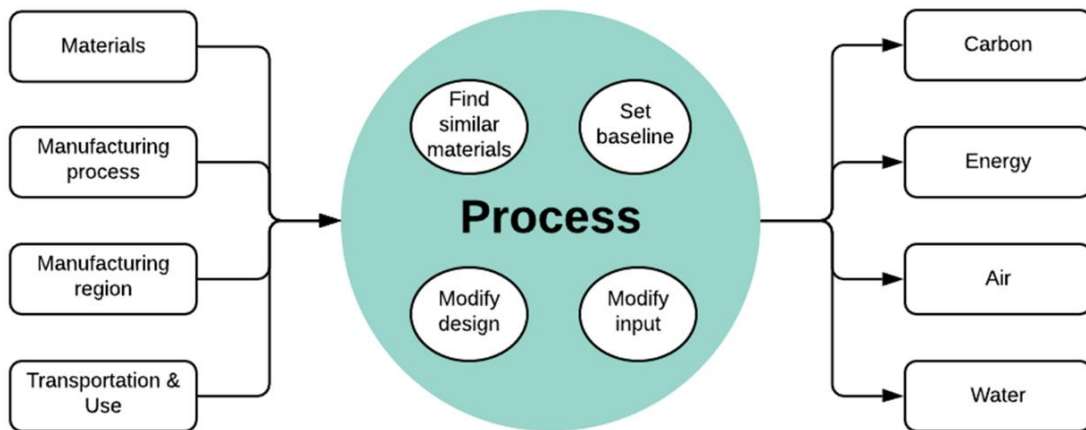 Materials
Manufacturing
process
Manufacturing
region
Transportation &
Use
Find
similar
materials
Set
baseline
Process
Modify
design
Modify
input
Carbon
Energy
Air
Water